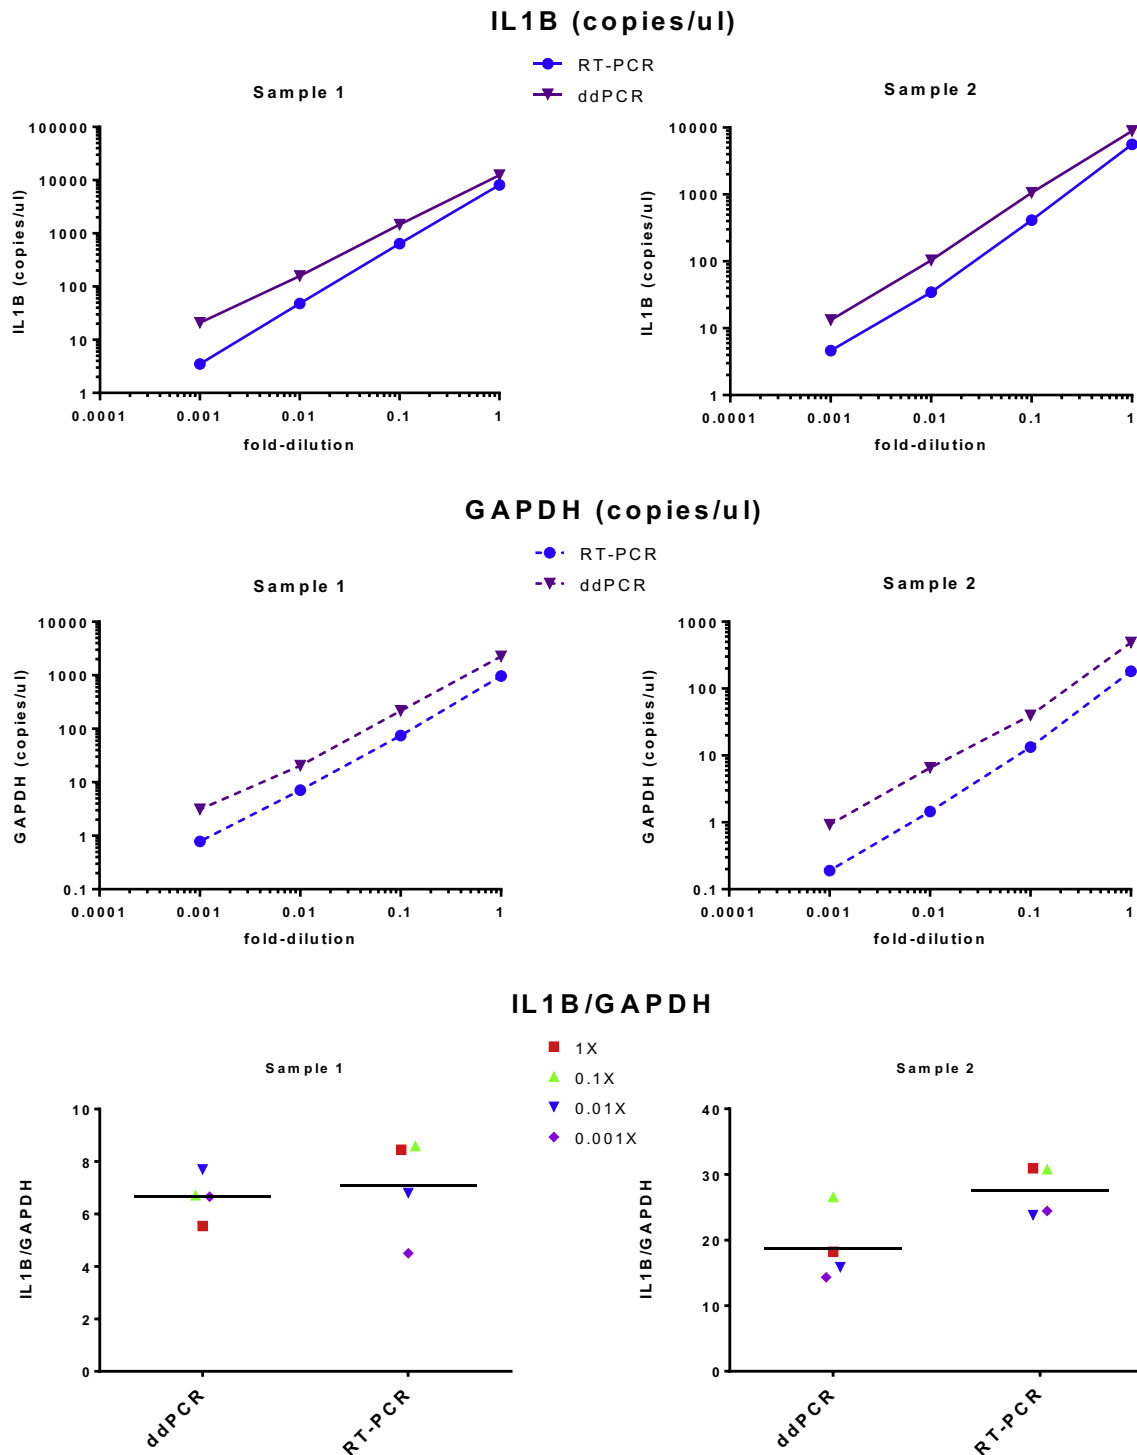 IL1B (copies/ul)
RT-PCR
ddPCR
Sample 1
100000
10000
1000
100
10
1
IL1B (copies/ul)
0.0001
0.001
0.01
0.1
1
fold-dilution
Sample 2
10000
1000
100
10
1
IL1B (copies/ul)
0.0001
0.001
0.01
0.1
1
fold-dilution
GAPDH (copies/ul)
RT-PCR
ddPCR
Sample 1
10000
1000
100
10
1
0.1
GAPDH (copies/ul)
0.0001
0.001
0.01
0.1
1
fold-dilution
Sample 2
1000
100
10
1
0.1
GAPDH (copies/ul)
0.0001
0.001
0.01
0.1
1
fold-dilution
IL1B/GAPDH
1X
0.1X
0.01X
0.001X
Sample 1
10
8
6
4
2
0
IL1B/GAPDH
ddPCR
RT-PCR
Sample 2
40
30
20
10
0
IL1B/GAPDH
ddPCR
RT-PCR